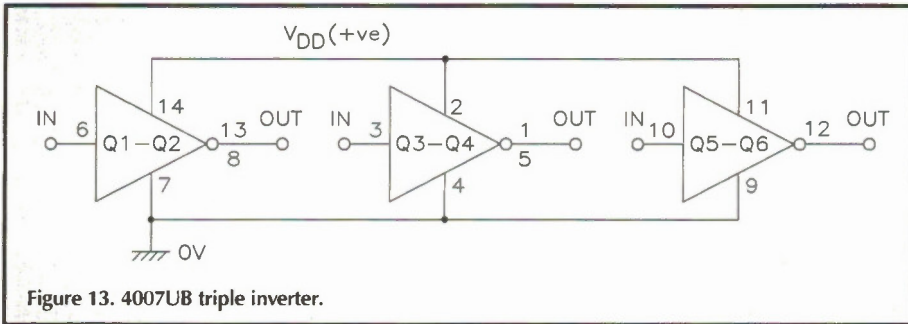 V_DD(+ve)
14 2 11
IN 6 Q1-Q2 13 8 OUT
IN 3 Q3-Q4 1 5 OUT
IN 10 Q5-Q6 12 OUT
7 4 9
0V
Figure 13. 4007UB triple inverter.